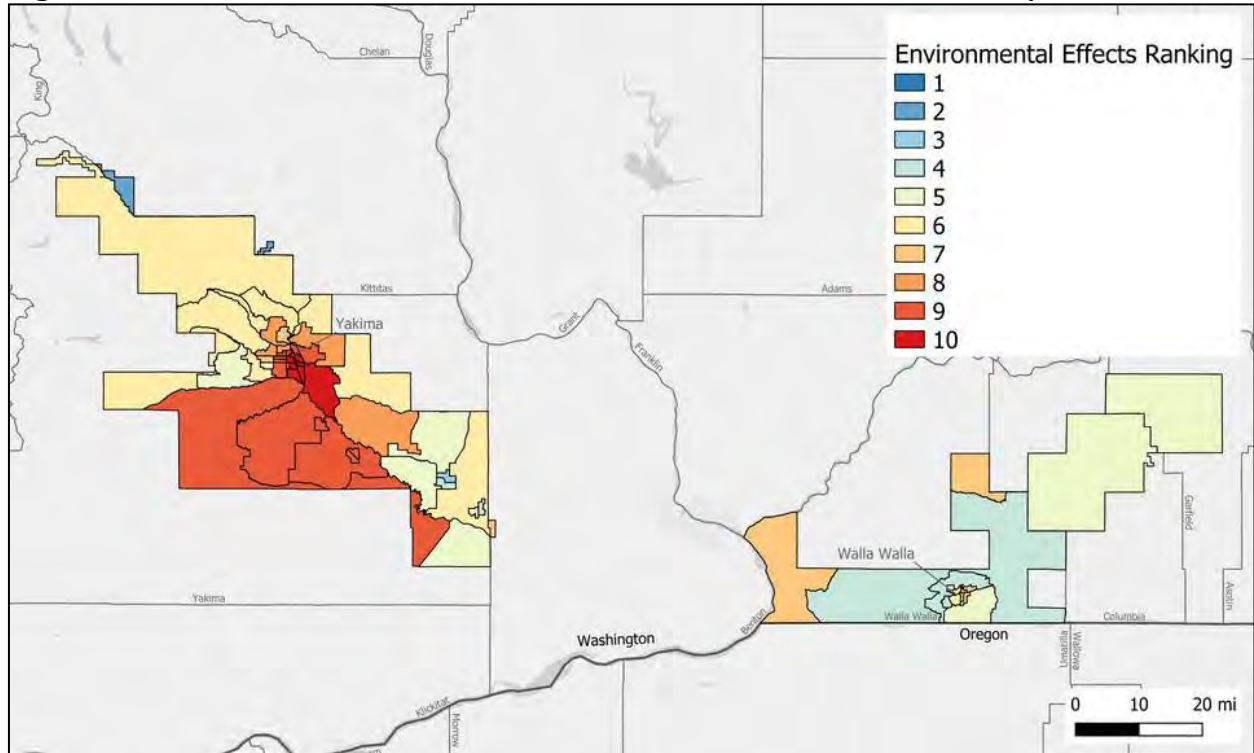 Chelan
Douglas
King
Environmental Effects Ranking
1
2
3
4
5
6
7
8
9
10
Kittitas
Adams
Yakima
Grant
Franklin
Garfield
Asotin
Walla Walla
Yakima
Benton
Walla Walla
Columbia
Washington
Oregon
Umatilla
Wallowa
Klickitat
Morrow
0 10 20 mi